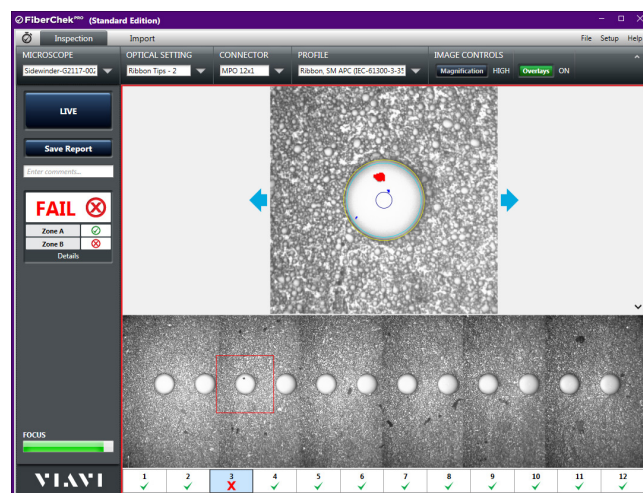 FiberChekPRO (Standard Edition)
Inspection Import File Setup Help
MICROSCOPE OPTICAL SETTING CONNECTOR PROFILE IMAGE CONTROLS
Sidewinder-G2117-002 Ribbon Tips - 2 MPO 12x1 Ribbon, SM APC (IEC-61300-3-35 Magnification HIGH Overlays ON
LIVE
Save Report
Enter comments...
FAIL
Zone A
Zone B
Details
FOCUS
VIAVI
1 2 3 4 5 6 7 8 9 10 11 12